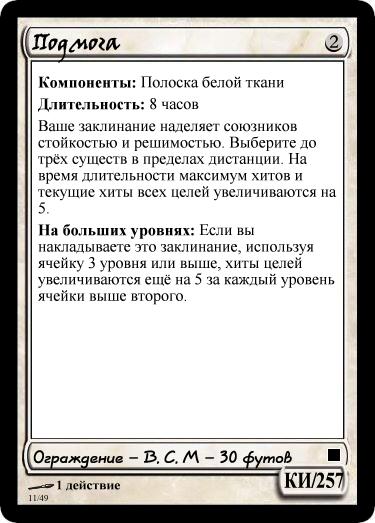 Подмога 2
Компоненты: Полоска белой ткани
Длительность: 8 часов
Ваше заклинание наделяет союзников
стойкостью и решимостью. Выберите до
трёх существ в пределах дистанции. На
время длительности максимум хитов и
текущие хиты всех целей увеличиваются на
5.
На больших уровнях: Если вы
накладываете это заклинание, используя
ячейку 3 уровня или выше, хиты целей
увеличиваются ещё на 5 за каждый уровень
ячейки выше второго.
Ограждение – В, С, М – 30 футов
КИ/257
1 действие
11/49